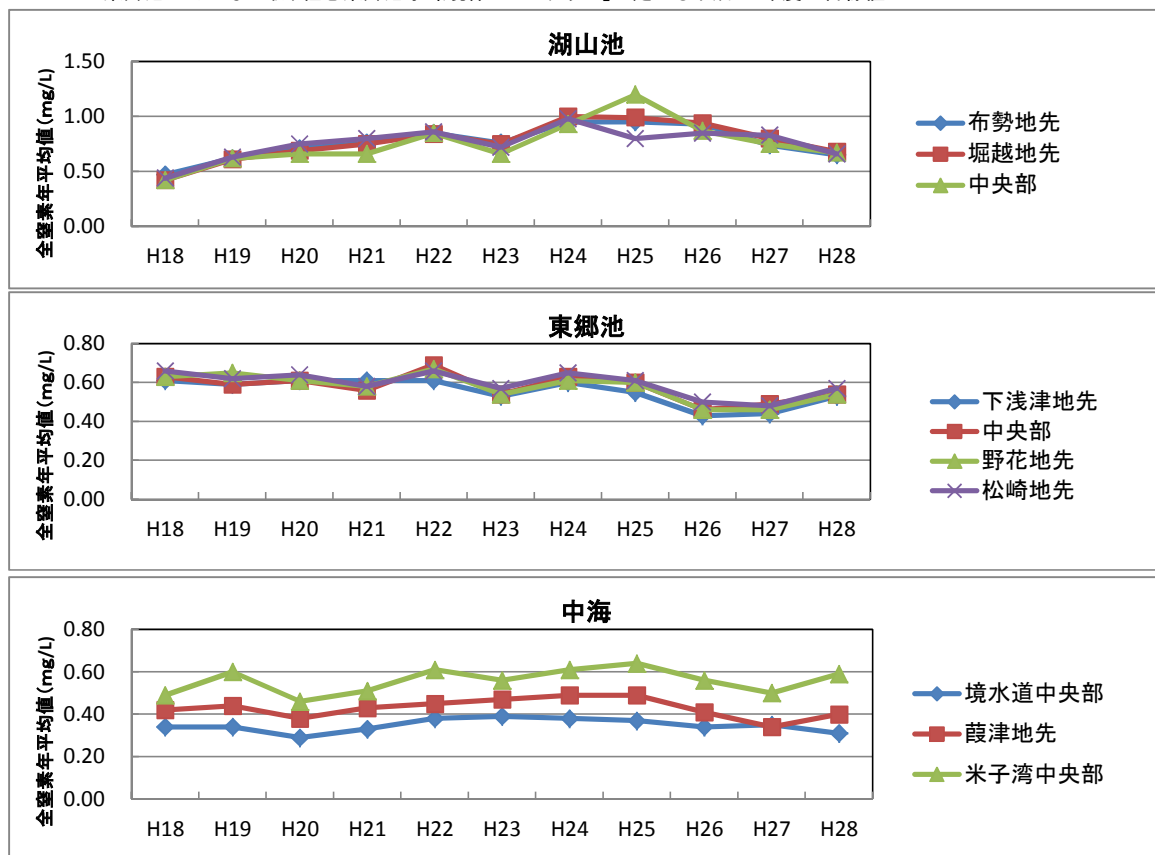 湖山池
全窒素年平均値(mg/L)
1.50
1.00
0.50
0.00
H18 H19 H20 H21 H22 H23 H24 H25 H26 H27 H28
布勢地先
堀越地先
中央部
東郷池
全窒素年平均値(mg/L)
0.80
0.60
0.40
0.20
0.00
H18 H19 H20 H21 H22 H23 H24 H25 H26 H27 H28
下浅津地先
中央部
野花地先
松崎地先
中海
全窒素年平均値(mg/L)
0.80
0.60
0.40
0.20
0.00
H18 H19 H20 H21 H22 H23 H24 H25 H26 H27 H28
境水道中央部
葭津地先
米子湾中央部